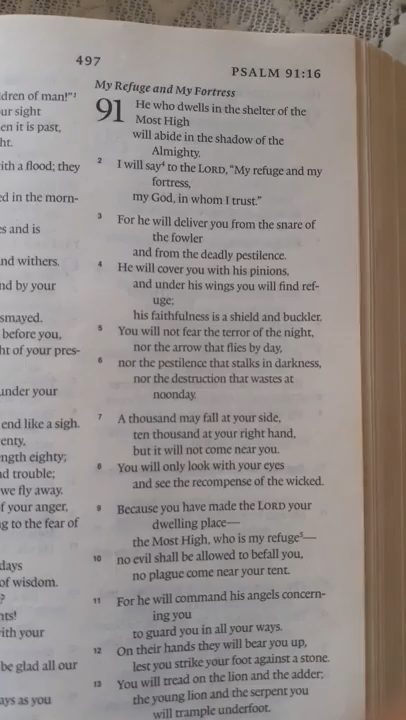 497
PSALM 91:16
dren of man!"³
ur sight
en it is past,
ht.
ith a flood; they
ed in the morn-
s and is
nd withers.
nd by your
smayed.
before you,
ht of your pres-
under your
end like a sigh.
enty,
ngth eighty;
nd trouble;
we fly away.
f your anger,
g to the fear of
days
of wisdom.
?
nts!
ith your
be glad all our
ays as you
My Refuge and My Fortress
91 He who dwells in the shelter of the
Most High
will abide in the shadow of the
Almighty.
2 I will say⁴ to the LORD, "My refuge and my
fortress,
my God, in whom I trust."
3 For he will deliver you from the snare of
the fowler
and from the deadly pestilence.
4 He will cover you with his pinions,
and under his wings you will find ref-
uge;
his faithfulness is a shield and buckler.
5 You will not fear the terror of the night,
nor the arrow that flies by day,
6 nor the pestilence that stalks in darkness,
nor the destruction that wastes at
noonday.
7 A thousand may fall at your side,
ten thousand at your right hand,
but it will not come near you.
8 You will only look with your eyes
and see the recompense of the wicked.
9 Because you have made the LORD your
dwelling place—
the Most High, who is my refuge⁵—
10 no evil shall be allowed to befall you,
no plague come near your tent.
11 For he will command his angels concern-
ing you
to guard you in all your ways.
12 On their hands they will bear you up,
lest you strike your foot against a stone.
13 You will tread on the lion and the adder;
the young lion and the serpent you
will trample underfoot.